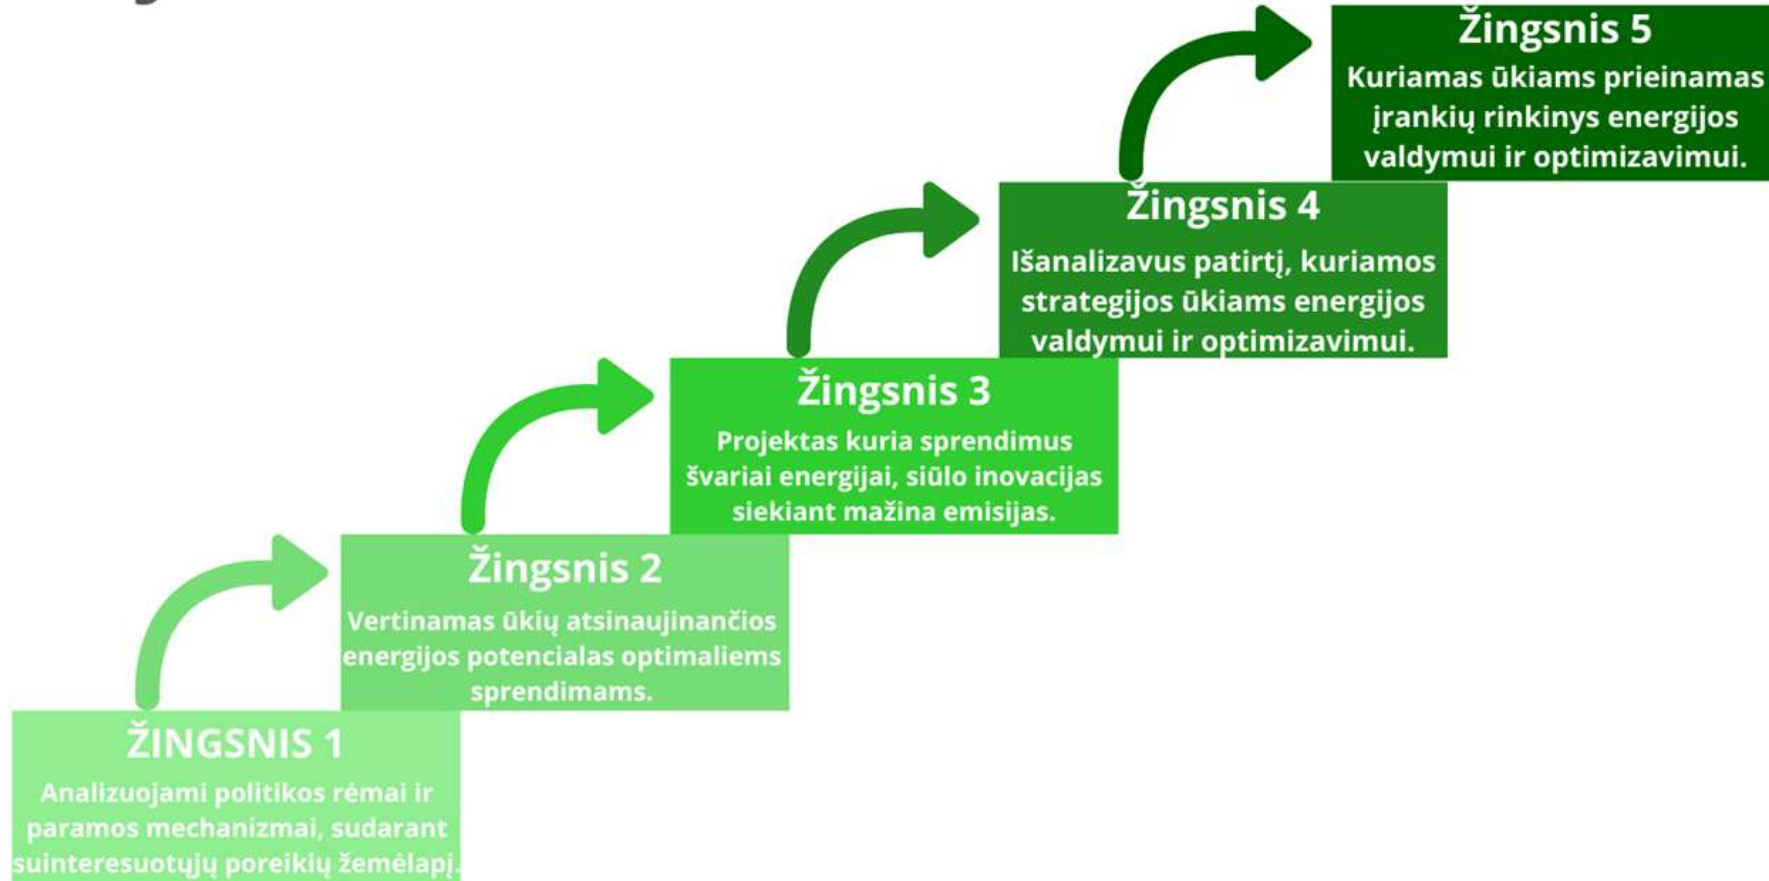 ŽINGSNIS 1
Analizuojami politikos rėmai ir
paramos mechanizmai, sudarant
suinteresuotųjų poreikių žemėlapį.
Žingsnis 2
Vertinamas ūkių atsinaujinančios
energijos potencialas optimaliems
sprendimams.
Žingsnis 3
Projektas kuria sprendimus
švariai energijai, siūlo inovacijas
siekiant mažina emisijas.
Žingsnis 4
Išanalizavus patirtį, kuriamos
strategijos ūkiams energijos
valdymui ir optimizavimui.
Žingsnis 5
Kuriamas ūkiams prieinamas
įrankių rinkinys energijos
valdymui ir optimizavimui.